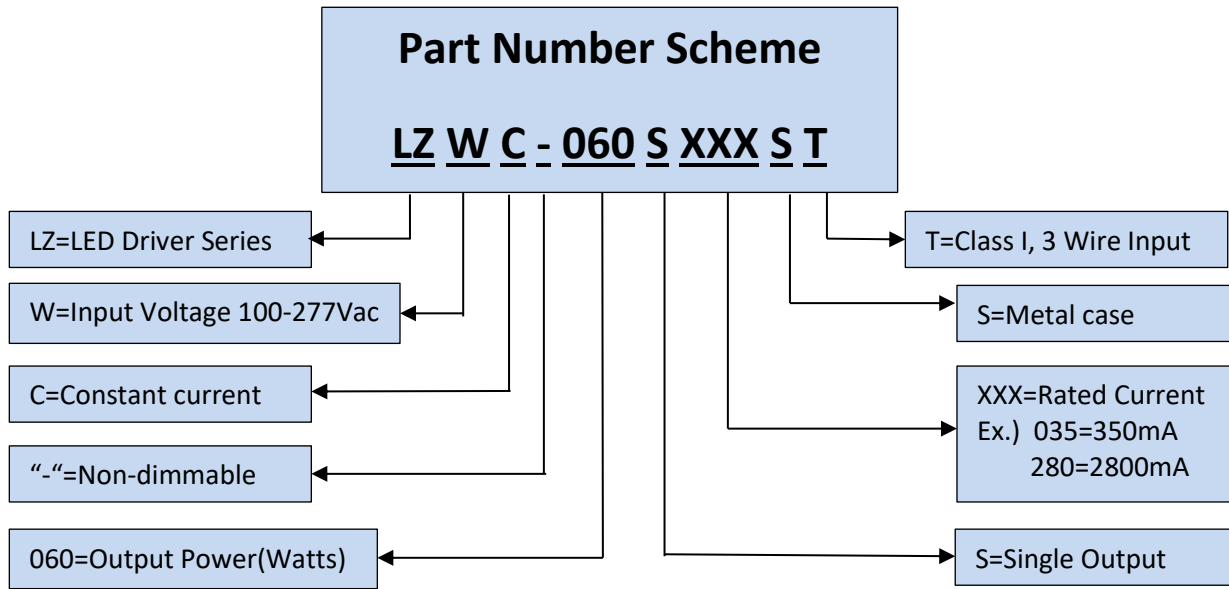 Part Number Scheme
LZ W C - 060 S XXX S T
LZ=LED Driver Series
W=Input Voltage 100-277Vac
C=Constant current
“-“=Non-dimmable
060=Output Power(Watts)
T=Class I, 3 Wire Input
S=Metal case
XXX=Rated Current
Ex.) 035=350mA
280=2800mA
S=Single Output